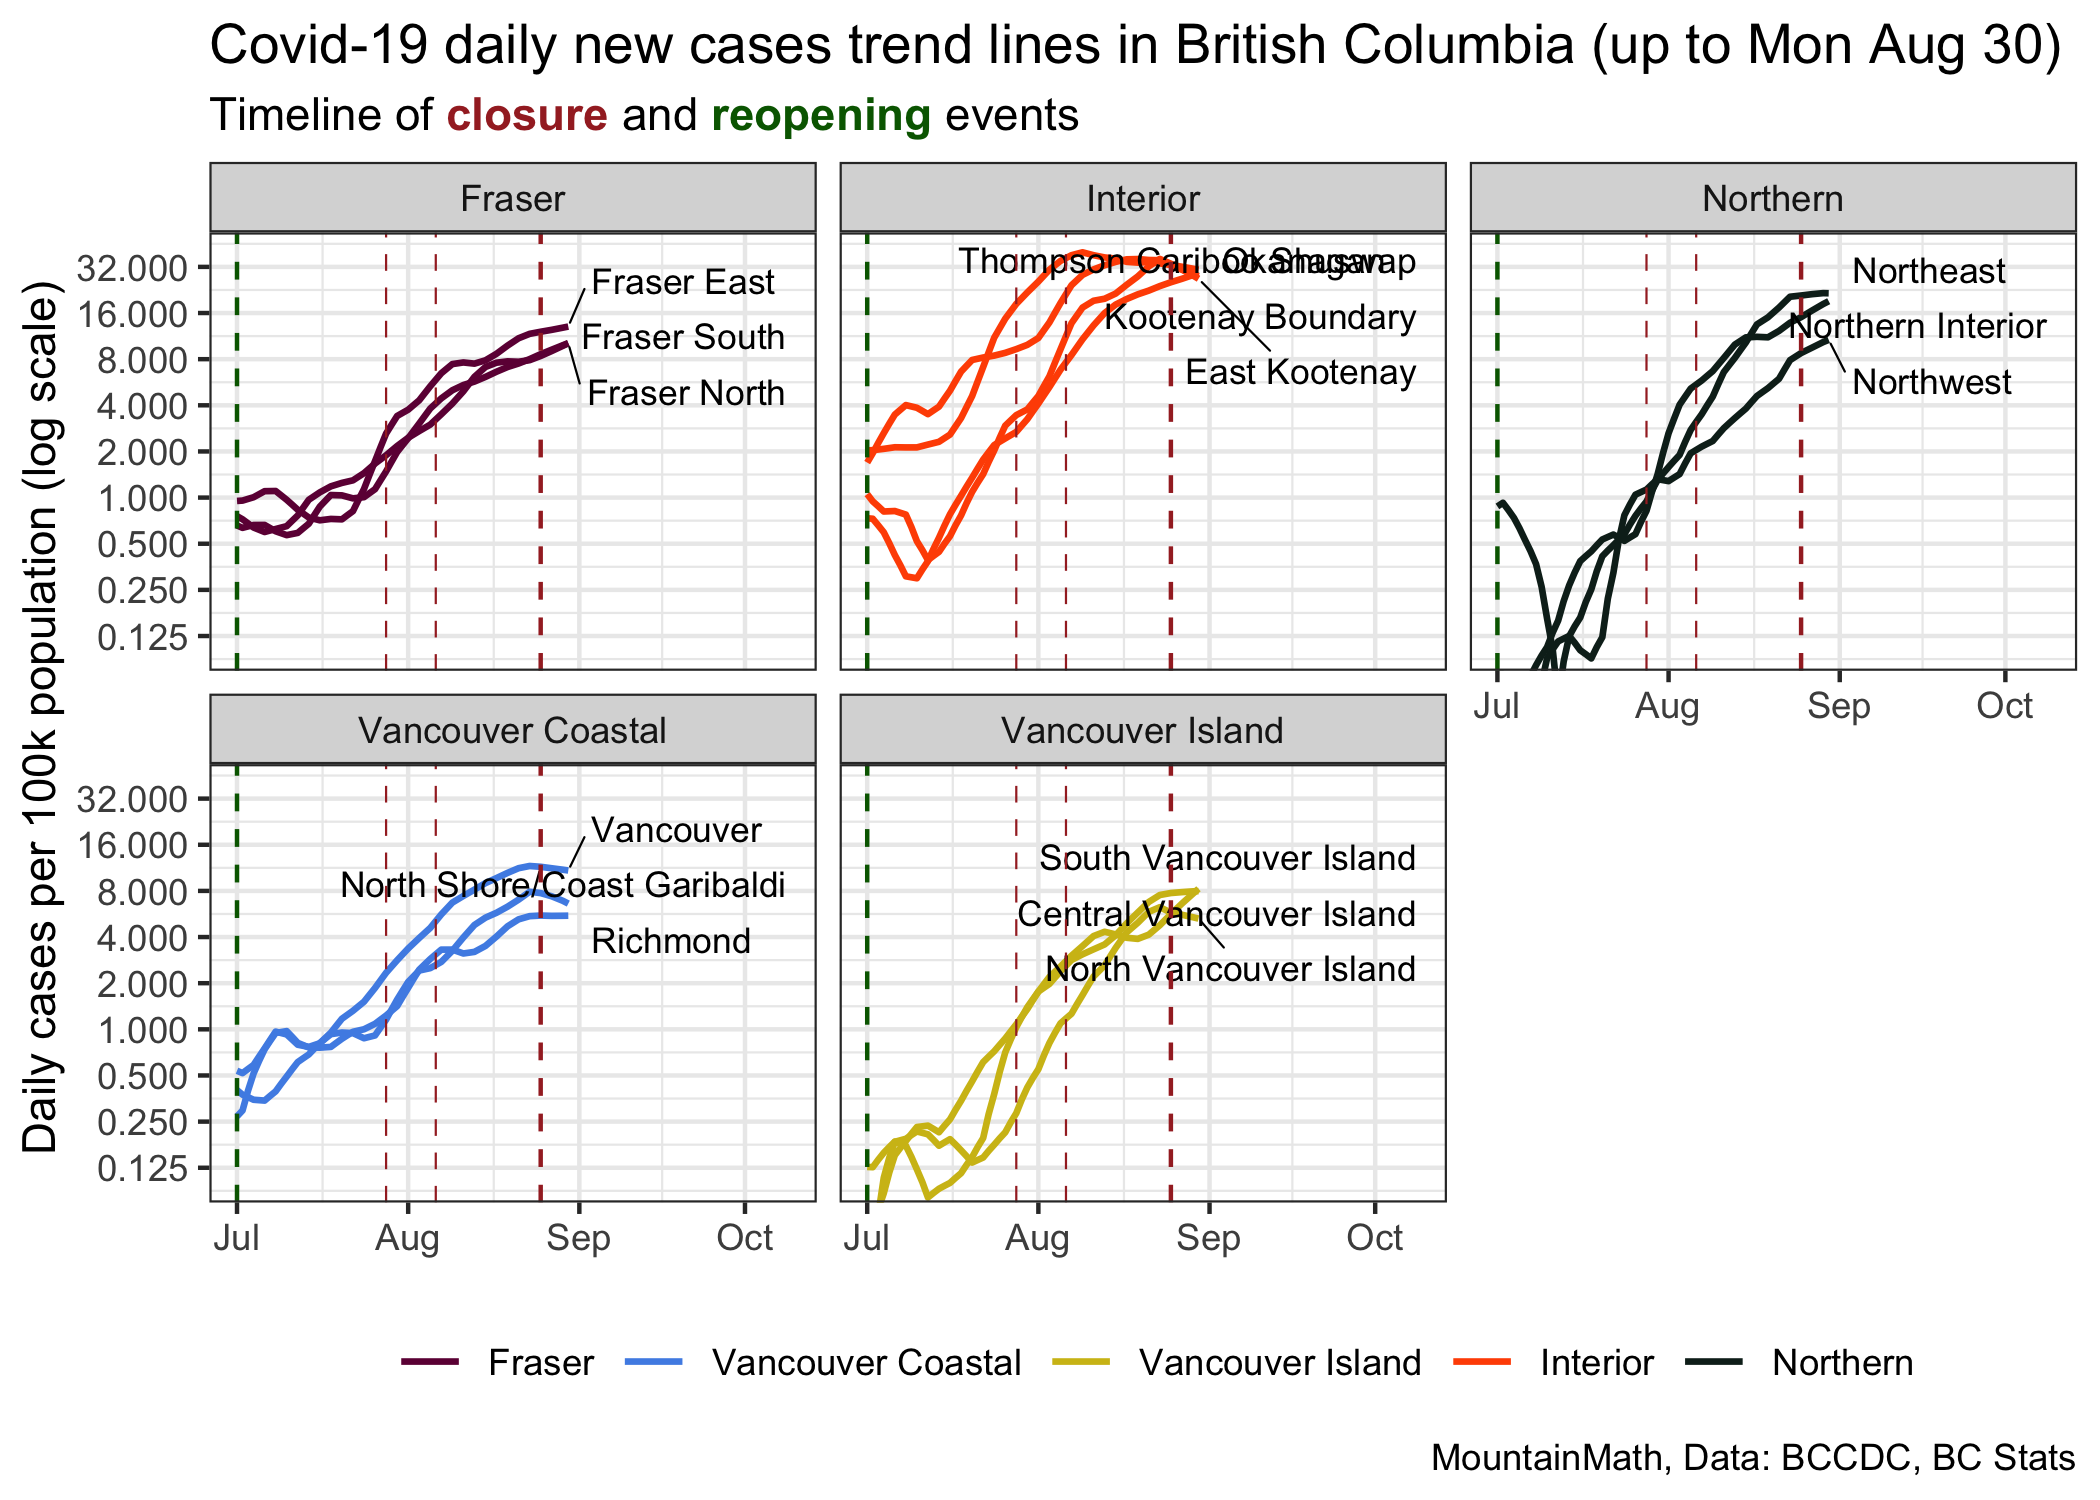 Covid-19 daily new cases trend lines in British Columbia (up to Mon Aug 30)
Timeline of closure and reopening events
Daily cases per 100k population (log scale)
Fraser
Interior
Northern
32.000
16.000
8.000
4.000
2.000
1.000
0.500
0.250
0.125
Fraser East
Fraser South
Fraser North
Thompson Cariboo Shuswap
Okanagan
Kootenay Boundary
East Kootenay
Northeast
Northern Interior
Northwest
Jul
Aug
Sep
Oct
Vancouver Coastal
Vancouver Island
32.000
16.000
8.000
4.000
2.000
1.000
0.500
0.250
0.125
Vancouver
North Shore/Coast Garibaldi
Richmond
South Vancouver Island
Central Vancouver Island
North Vancouver Island
Jul
Aug
Sep
Oct
Jul
Aug
Sep
Oct
Fraser
Vancouver Coastal
Vancouver Island
Interior
Northern
MountainMath, Data: BCCDC, BC Stats